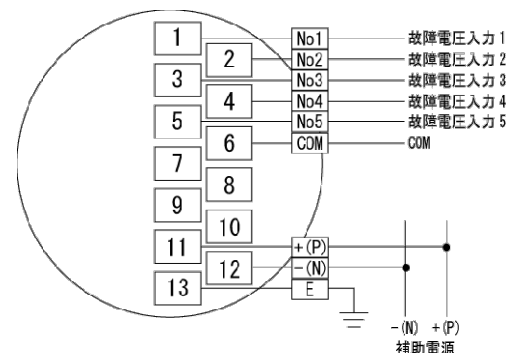 1 No1 故障電圧入力1
2 No2 故障電圧入力2
3 No3 故障電圧入力3
4 No4 故障電圧入力4
5 No5 故障電圧入力5
6 COM COM
7
8
9
10
11 +(P)
12 -(N)
13 E
-(N) +(P)
補助電源